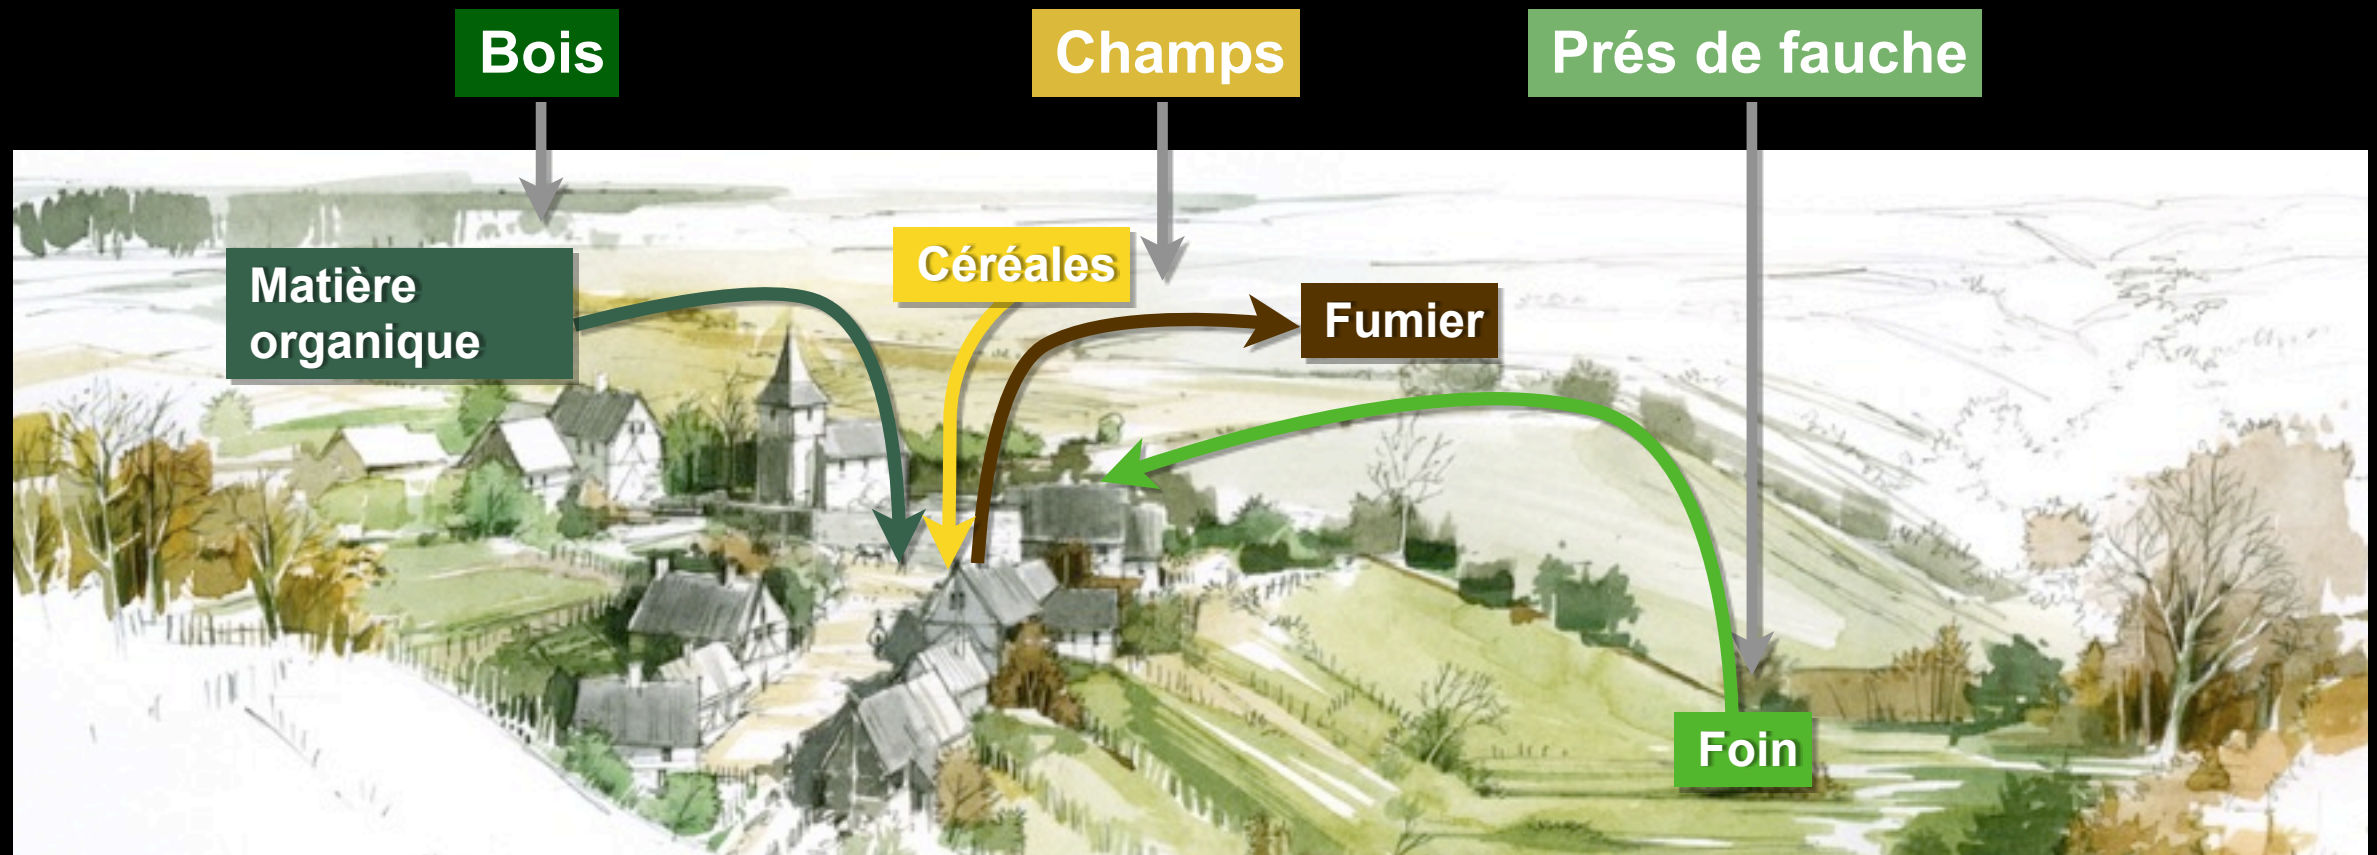 Bois
Champs
Prés de fauche
Céréales
Matière
organique
Fumier
Foin